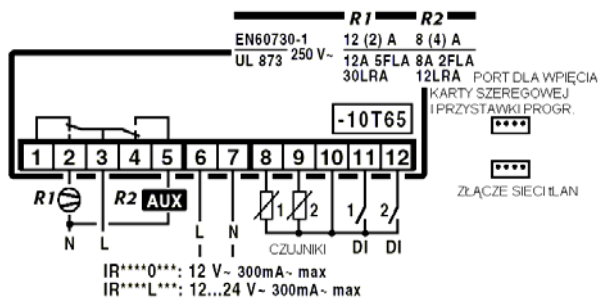 R1 R2
EN60730-1 12 (2) A 8 (4) A
UL 873 250 V~ 12A 5FLA 8A 2FLA
30LRA 12LRA
PORT DLA WPIĘCIA
KARTY SZEREGOWEJ
I PRZYSTAWKI PROGR.
-10T65
1 2 3 4 5 6 7 8 9 10 11 12
ZŁĄCZE SIECI tLAN
R1 R2 AUX
L N 1 2 1 2
N L CZUJNIKI DI DI
IR****0***: 12 V~ 300mA~ max
IR****L***: 12...24 V~ 300mA~ max